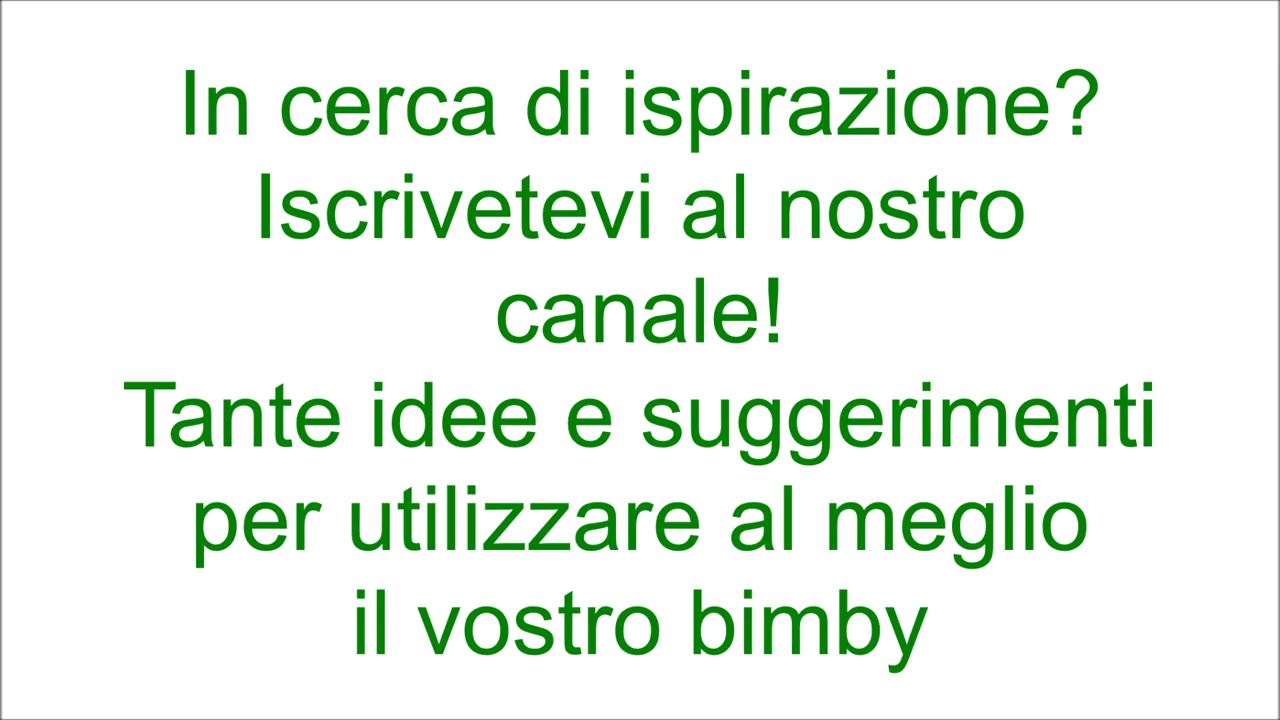 In cerca di ispirazione?
Iscrivetevi al nostro
canale!
Tante idee e suggerimenti
per utilizzare al meglio
il vostro bimby